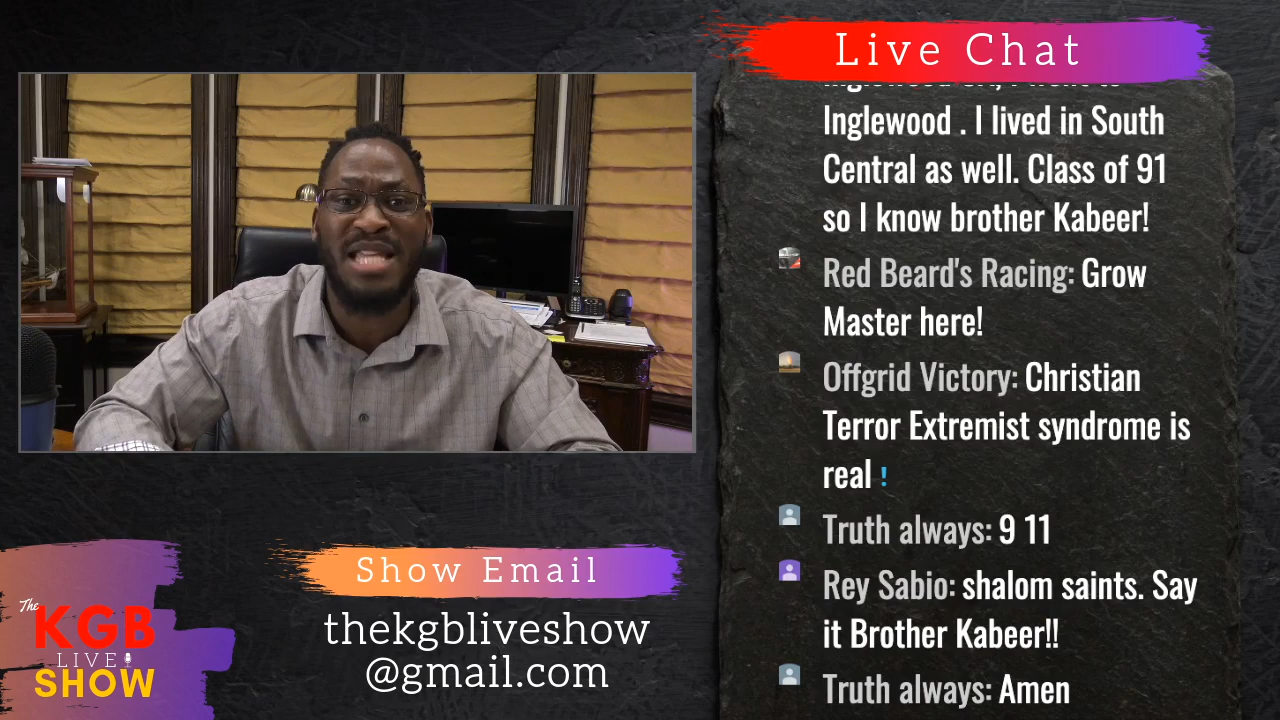 Live Chat
Inglewood . I lived in South
Central as well. Class of 91
so I know brother Kabeer!
Red Beard's Racing: Grow
Master here!
Offgrid Victory: Christian
Terror Extremist syndrome is
real !
Truth always: 9 11
Rey Sabio: shalom saints. Say
it Brother Kabeer!!
Truth always: Amen
Show Email
thekgbliveshow
@gmail.com
The
KGB
LIVE
SHOW